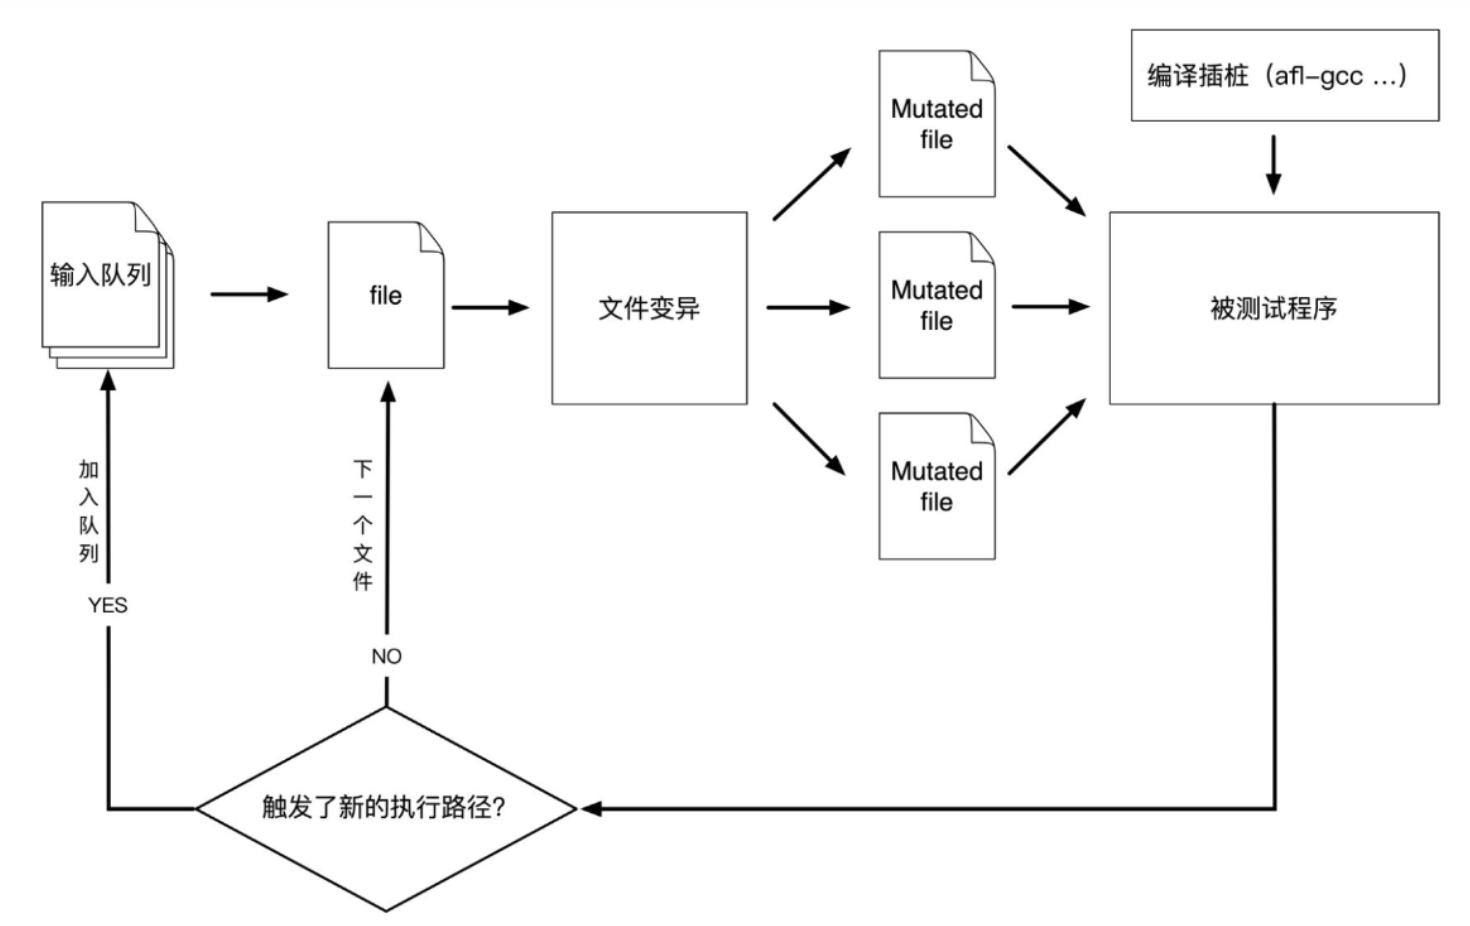 编译插桩（afl-gcc ...）
Mutated
file
输入队列
file
文件变异
Mutated
file
被测试程序
Mutated
file
加入队列
YES
下一个文件
NO
触发了新的执行路径?